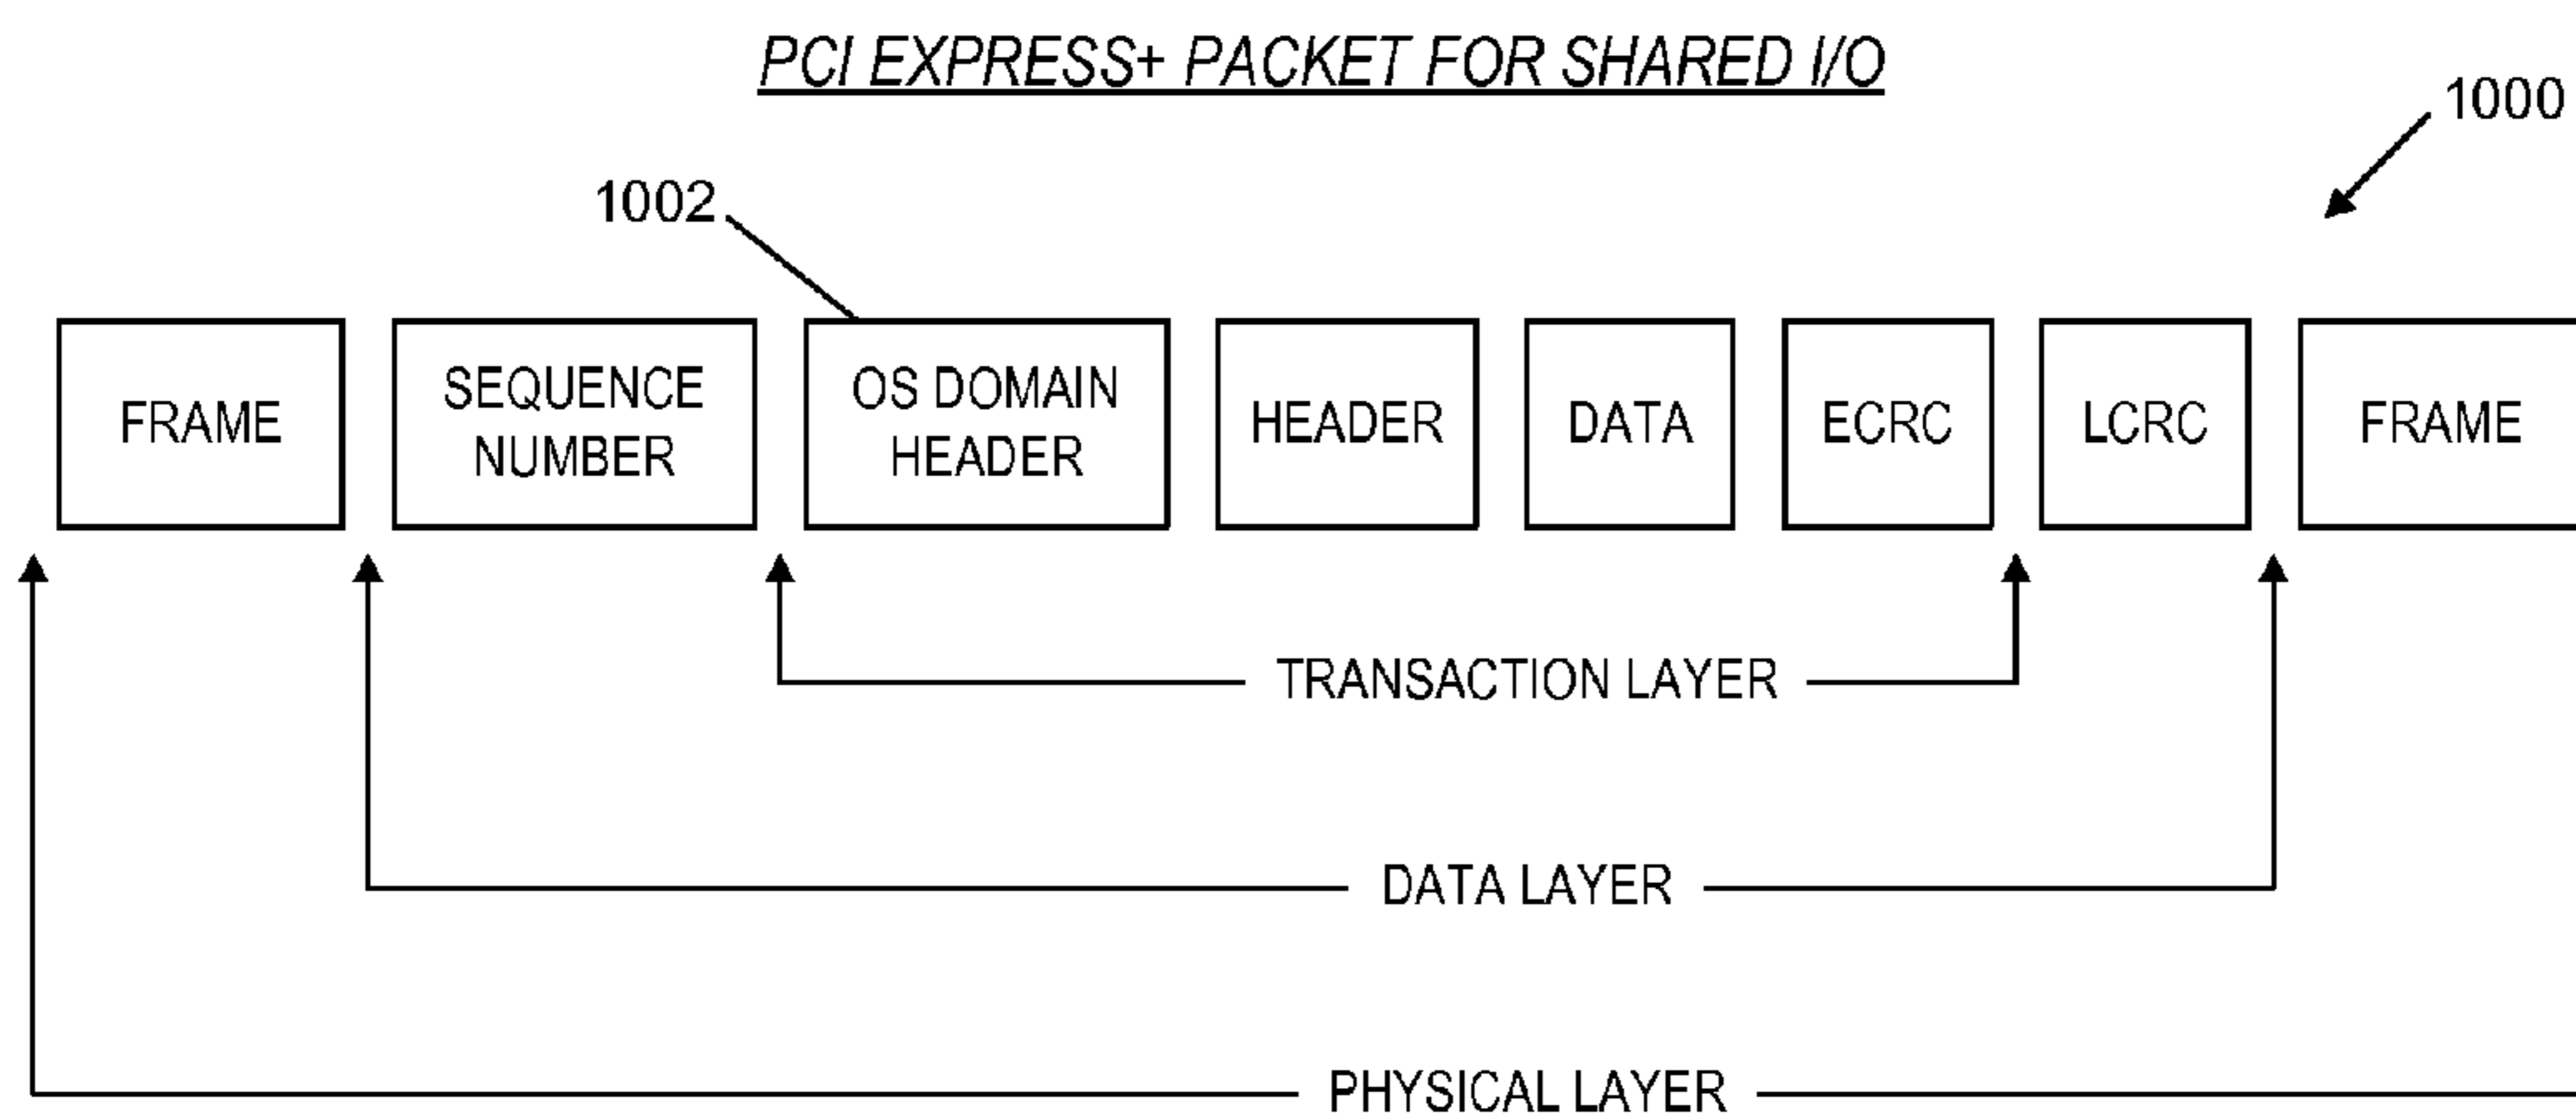 PCI EXPRESS+ PACKET FOR SHARED I/O
1000
1002
FRAME
SEQUENCE
NUMBER
OS DOMAIN
HEADER
HEADER
DATA
ECRC
LCRC
FRAME
TRANSACTION LAYER
DATA LAYER
PHYSICAL LAYER